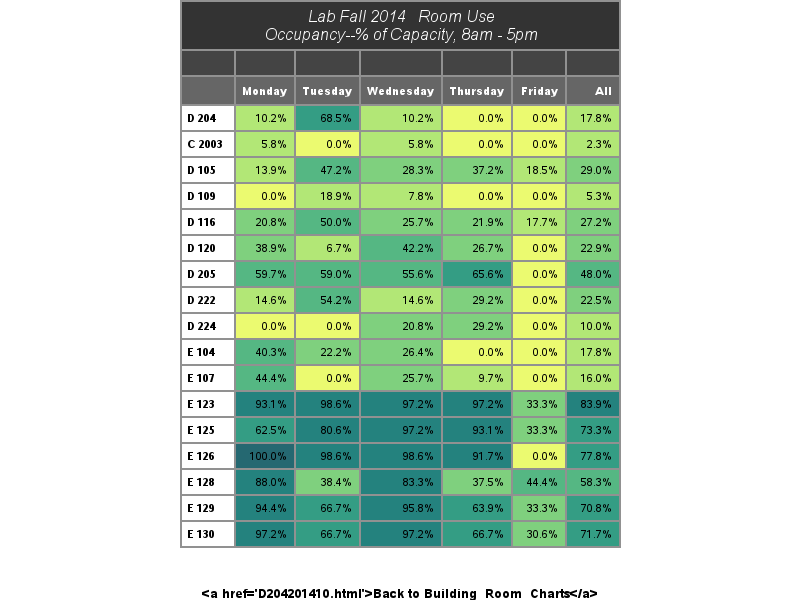 Lab Fall 2014 Room Use
Occupancy--% of Capacity, 8am - 5pm
Monday Tuesday Wednesday Thursday Friday All
D 204 10.2% 68.5% 10.2% 0.0% 0.0% 17.8%
C 2003 5.8% 0.0% 5.8% 0.0% 0.0% 2.3%
D 105 13.9% 47.2% 28.3% 37.2% 18.5% 29.0%
D 109 0.0% 18.9% 7.8% 0.0% 0.0% 5.3%
D 116 20.8% 50.0% 25.7% 21.9% 17.7% 27.2%
D 120 38.9% 6.7% 42.2% 26.7% 0.0% 22.9%
D 205 59.7% 59.0% 55.6% 65.6% 0.0% 48.0%
D 222 14.6% 54.2% 14.6% 29.2% 0.0% 22.5%
D 224 0.0% 0.0% 20.8% 29.2% 0.0% 10.0%
E 104 40.3% 22.2% 26.4% 0.0% 0.0% 17.8%
E 107 44.4% 0.0% 25.7% 9.7% 0.0% 16.0%
E 123 93.1% 98.6% 97.2% 97.2% 33.3% 83.9%
E 125 62.5% 80.6% 97.2% 93.1% 33.3% 73.3%
E 126 100.0% 98.6% 98.6% 91.7% 0.0% 77.8%
E 128 88.0% 38.4% 83.3% 37.5% 44.4% 58.3%
E 129 94.4% 66.7% 95.8% 63.9% 33.3% 70.8%
E 130 97.2% 66.7% 97.2% 66.7% 30.6% 71.7%
<a href='D204201410.html'>Back to Building_Room_Charts</a>